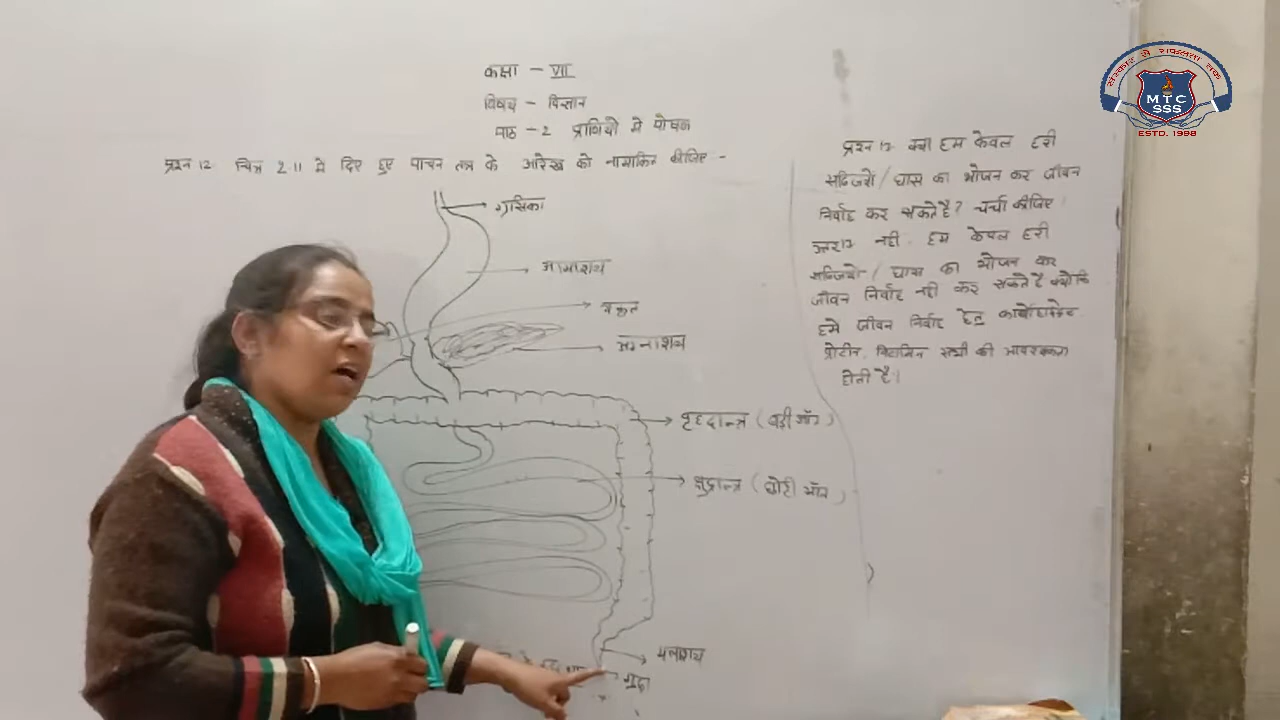 कक्षा - VII
विषय - विज्ञान
पाठ - 2 प्राणियो मे पोषण
प्रश्न 12 चित्र 2.11 मे दिए हुए पाचन तन्त्र के आरेख को नामांकित कीजिए -
ग्रसिका
आमाशय
यकृत
अग्नाशय
बृहदान्त्र (बड़ी आँत)
क्षुद्रान्त्र (छोटी आँत)
मलाशय
गुदा
प्रश्न 13 क्या हम केवल हरी
सब्जियो / घास का भोजन कर जीवन
निर्वाह कर सकते है? चर्चा कीजिए।
उत्तर 13 नही. हम केवल हरी
सब्जियो / घास का भोजन कर
जीवन निर्वाह नही कर सकते है क्योकि
हमे जीवन निर्वाह हेतु कार्बोहाइड्रेट
प्रोटीन, विटामिन सभी की आवश्यकता
होती है।
संस्कार से सफलता तक
MTC
SSS
ESTD. 1998